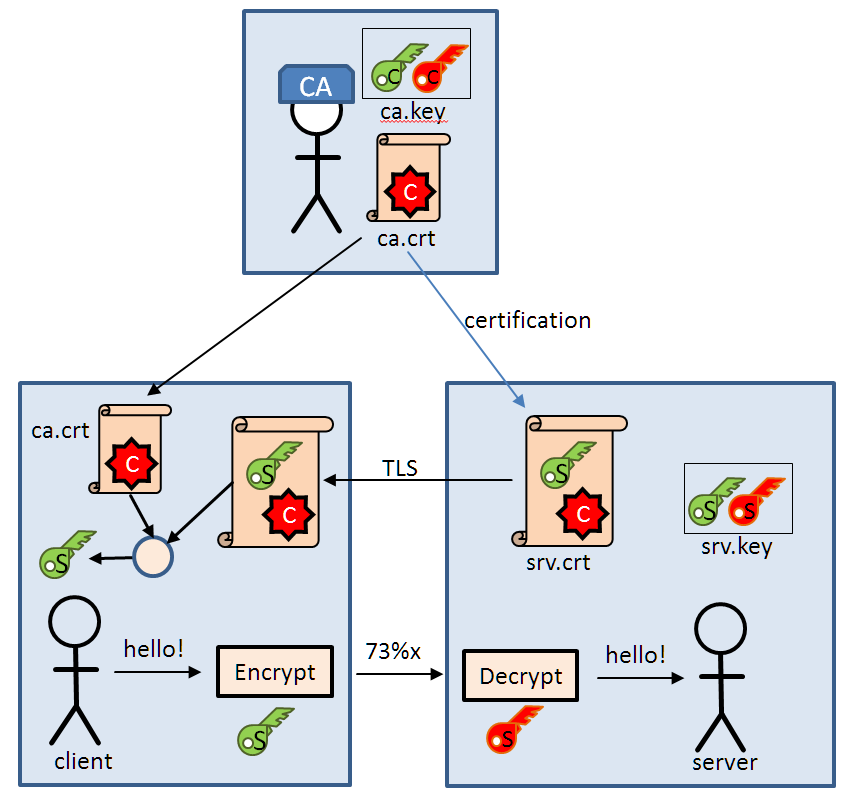 CA
C
C
ca.key
C
ca.crt
certification
ca.crt
C
S
C
TLS
S
C
srv.crt
S
S
srv.key
S
hello!
Encrypt
73%x
Decrypt
hello!
S
S
client
server